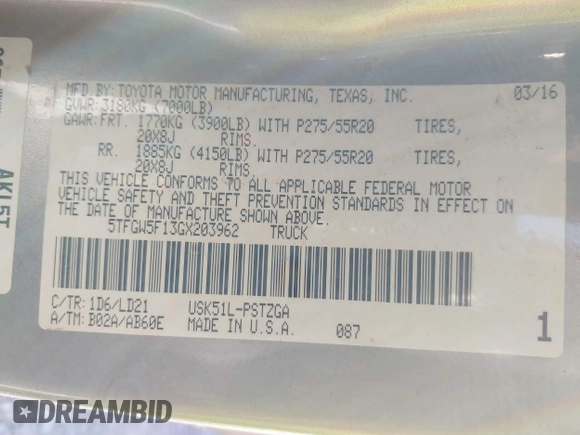 MFD BY:TOYOTA MOTOR MANUFACTURING, TEXAS, INC. 03/16
GVWR:3180KG (7000LB)
GAWR:FRT. 1770KG (3900LB) WITH P275/55R20 TIRES,
20X8J RIMS.
RR. 1885KG (4150LB) WITH P275/55R20 TIRES,
20X8J RIMS.
THIS VEHICLE CONFORMS TO ALL APPLICABLE FEDERAL MOTOR
VEHICLE SAFETY AND THEFT PREVENTION STANDARDS IN EFFECT ON
THE DATE OF MANUFACTURE SHOWN ABOVE.
5TFGW5F13GX203962 TRUCK
C/TR:1D6/LD21 USK51L-PSTZGA
A/TM:B02A/AB60E MADE IN U.S.A. 087 1
AKL5T
DREAMBID